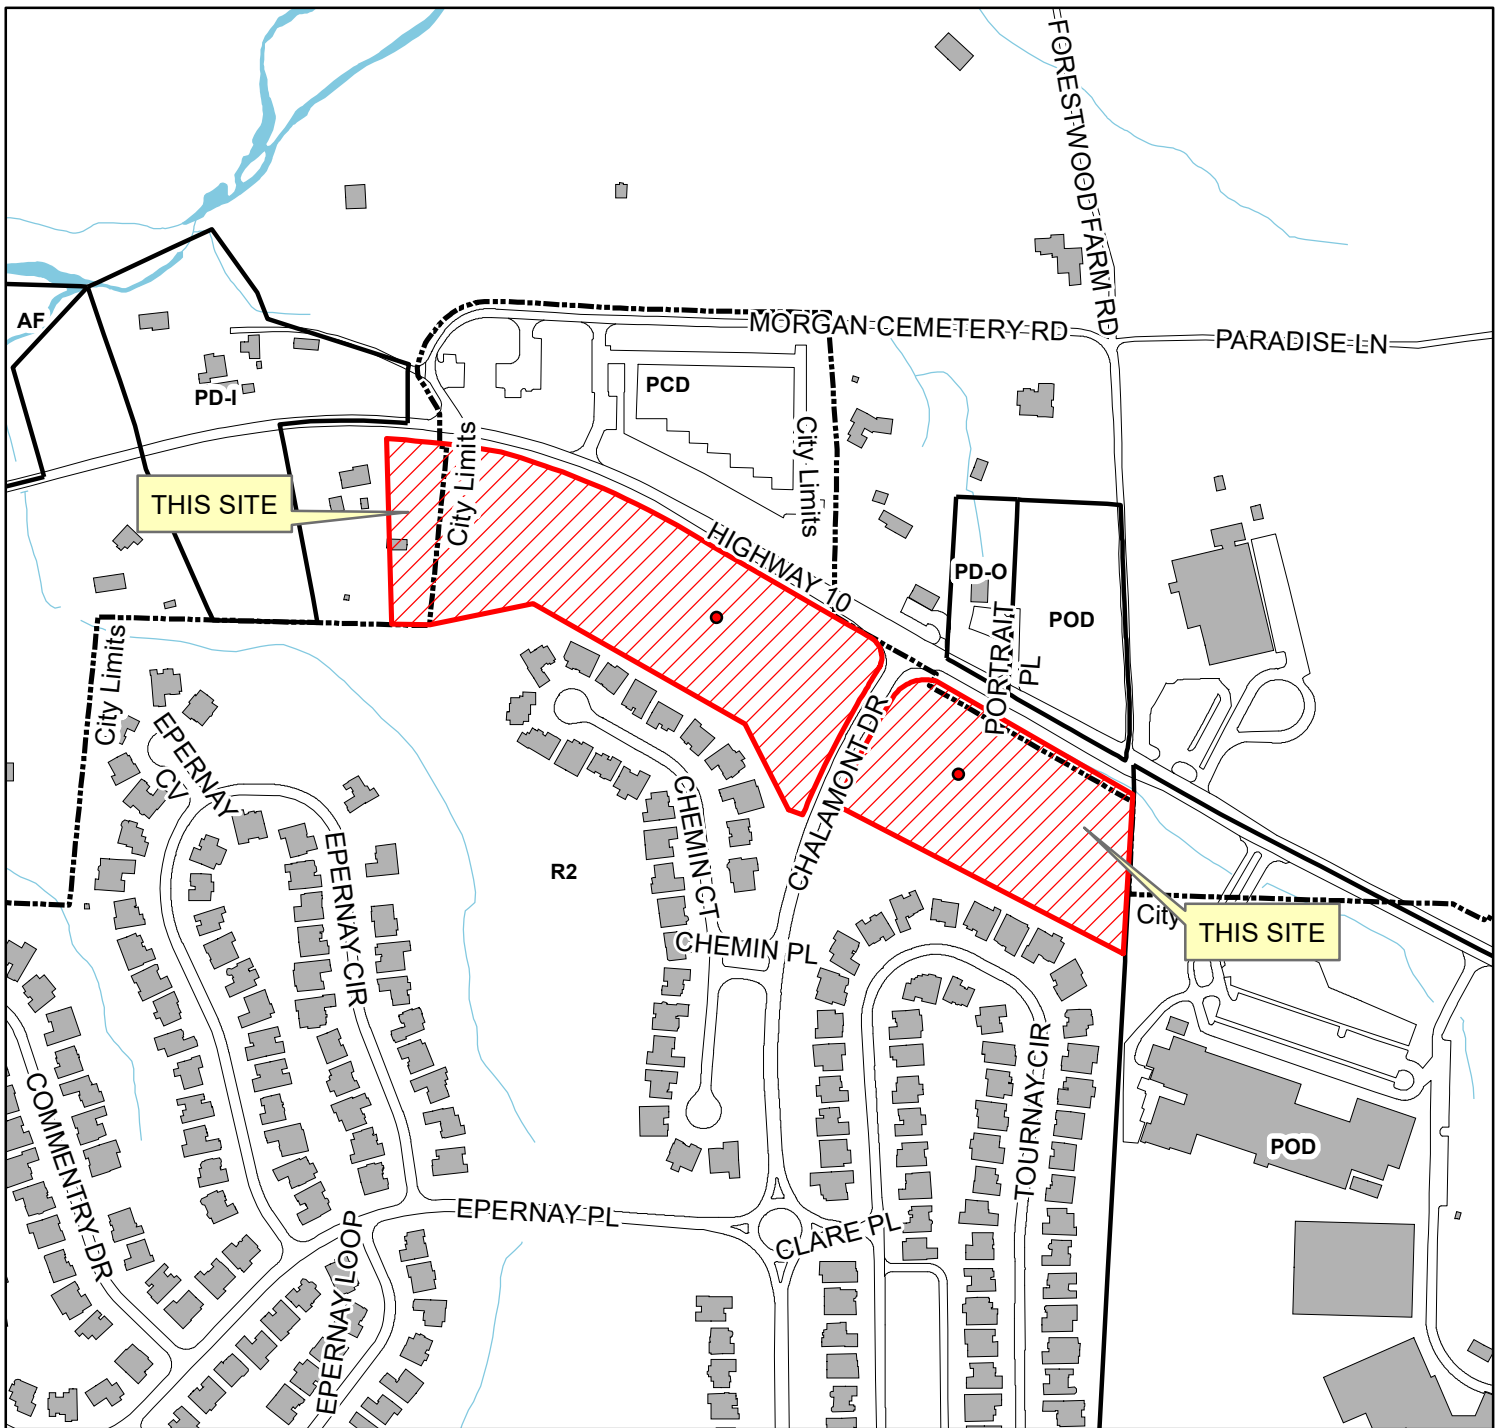 FORESTWOOD FARM RD
AF
MORGAN CEMETERY RD
PARADISE LN
PD-I
PCD
City Limits
City Limits
THIS SITE
HIGHWAY 10
PD-O
POD
PORTRAIT
PL
City Limits
EPERNAY
CV
CHALAMONT DR
CHEMIN CT
EPERNAY CIR
R2
City
THIS SITE
CHEMIN PL
COMMENTRY DR
TOURNAY CIR
POD
EPERNAY PL
CLARE PL
EPERNAY LOOP